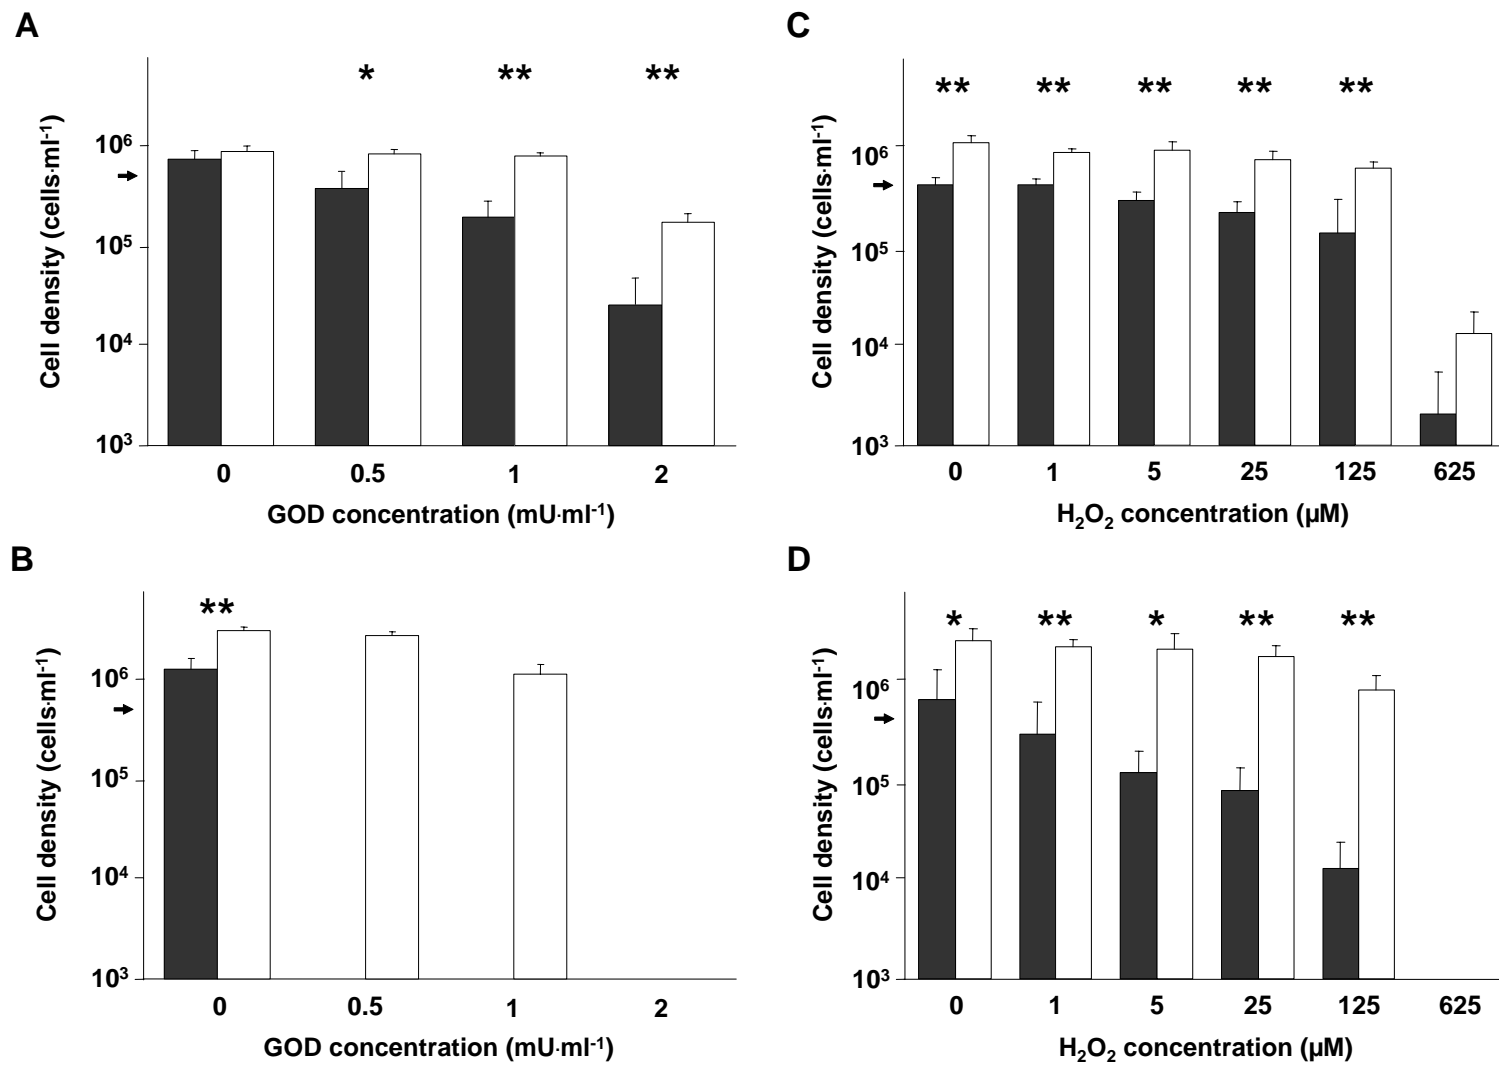 A
* ** **
Cell density (cells·ml-1)
10⁶
10⁵
10⁴
10³
0 0.5 1 2
GOD concentration (mU·ml-1)
C
** ** ** ** **
Cell density (cells·ml-1)
10⁶
10⁵
10⁴
10³
0 1 5 25 125 625
H₂O₂ concentration (µM)
B
**
Cell density (cells·ml-1)
10⁶
10⁵
10⁴
10³
0 0.5 1 2
GOD concentration (mU·ml-1)
D
* ** * ** **
Cell density (cells·ml-1)
10⁶
10⁵
10⁴
10³
0 1 5 25 125 625
H₂O₂ concentration (µM)